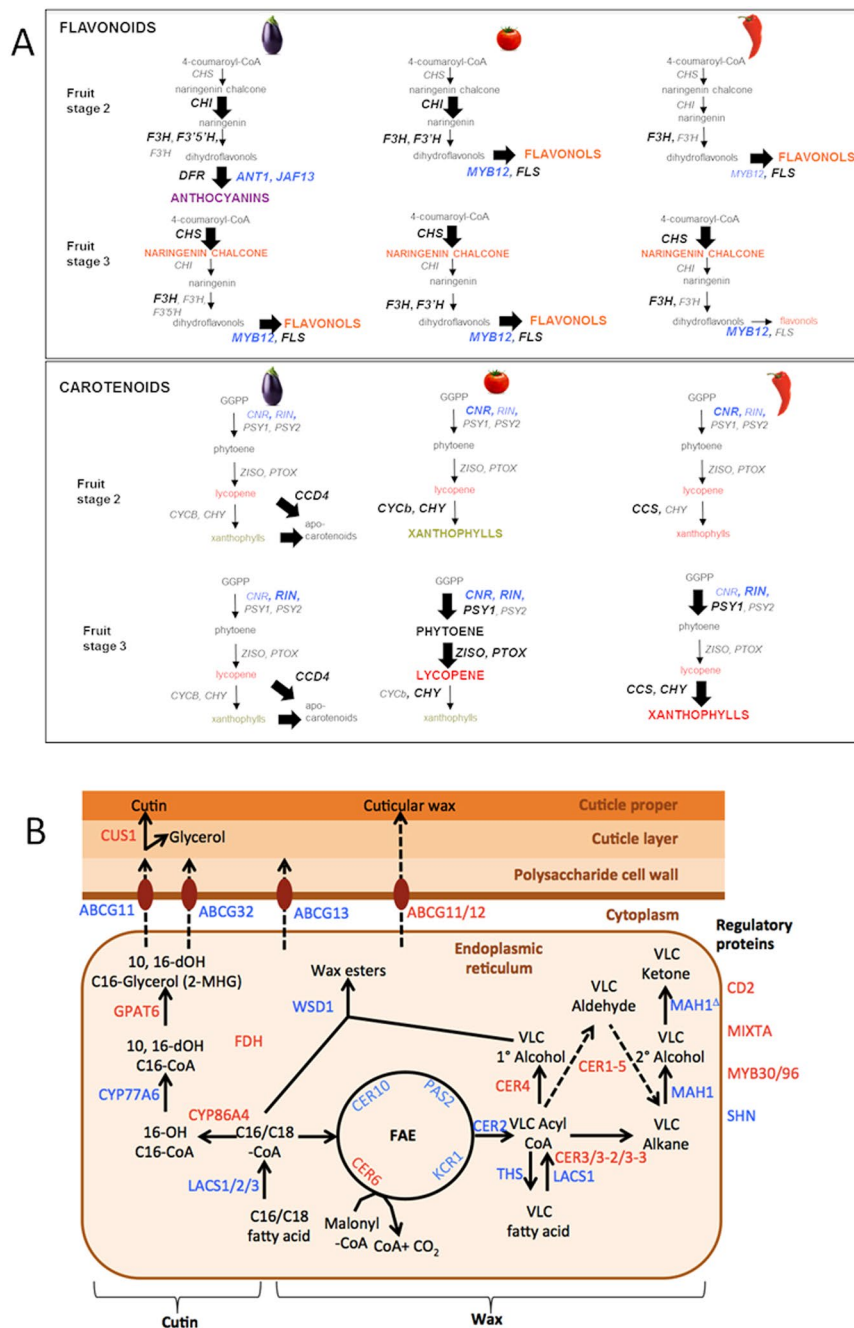 A
FLAVONOIDS
Fruit stage 2
4-coumaroyl-CoA
CHS
naringenin chalcone
CHI
naringenin
F3H, F3'5'H,
F3'H
dihydroflavonols
DFR
ANT1, JAF13
ANTHOCYANINS
4-coumaroyl-CoA
CHS
naringenin chalcone
CHI
naringenin
F3H, F3'H
dihydroflavonols
FLAVONOLS
MYB12, FLS
4-coumaroyl-CoA
CHS
naringenin chalcone
CHI
naringenin
F3H, F3'H
dihydroflavonols
FLAVONOLS
MYB12, FLS
Fruit stage 3
4-coumaroyl-CoA
CHS
NARINGENIN CHALCONE
CHI
naringenin
F3H, F3'H,
F3'5'H
dihydroflavonols
FLAVONOLS
MYB12, FLS
4-coumaroyl-CoA
CHS
NARINGENIN CHALCONE
CHI
naringenin
F3H, F3'H
dihydroflavonols
FLAVONOLS
MYB12, FLS
4-coumaroyl-CoA
CHS
NARINGENIN CHALCONE
CHI
naringenin
F3H, F3'H
dihydroflavonols
flavonols
MYB12, FLS
CAROTENOIDS
Fruit stage 2
GGPP
CNR, RIN,
PSY1, PSY2
phytoene
ZISO, PTOX
lycopene
CCD4
CYCB, CHY
apo-
carotenoids
xanthophylls
GGPP
CNR, RIN,
PSY1, PSY2
phytoene
ZISO, PTOX
lycopene
CYCb, CHY
XANTHOPHYLLS
GGPP
CNR, RIN,
PSY1, PSY2
phytoene
ZISO, PTOX
lycopene
CCS, CHY
xanthophylls
Fruit stage 3
GGPP
CNR, RIN,
PSY1, PSY2
phytoene
ZISO, PTOX
lycopene
CCD4
CYCB, CHY
apo-
carotenoids
xanthophylls
GGPP
CNR, RIN,
PSY1, PSY2
PHYTOENE
ZISO, PTOX
LYCOPENE
CYCb, CHY
xanthophylls
GGPP
CNR, RIN,
PSY1, PSY2
phytoene
ZISO, PTOX
lycopene
CCS, CHY
XANTHOPHYLLS
B
Cutin
Cuticular wax
Cuticle proper
CUS1
Glycerol
Cuticle layer
Polysaccharide cell wall
ABCG11
ABCG32
ABCG13
ABCG11/12
Cytoplasm
Regulatory
proteins
Endoplasmic
reticulum
10, 16-dOH
C16-Glycerol (2-MHG)
Wax esters
VLC
Ketone
VLC
Aldehyde
CD2
GPAT6
WSD1
MAH1Δ
FDH
MIXTA
10, 16-dOH
C16-CoA
VLC
1° Alcohol
VLC
2° Alcohol
CER1-5
MYB30/96
CYP77A6
CER10
PAS2
CER4
MAH1
SHN
CYP86A4
16-OH
C16-CoA
C16/C18
-CoA
FAE
CER2
VLC Acyl
CoA
VLC
Alkane
CER3/3-2/3-3
LACS1/2/3
CER6
KCR1
THS
LACS1
C16/C18
fatty acid
Malonyl
-CoA
CoA+ CO₂
VLC
fatty acid
Cutin
Wax